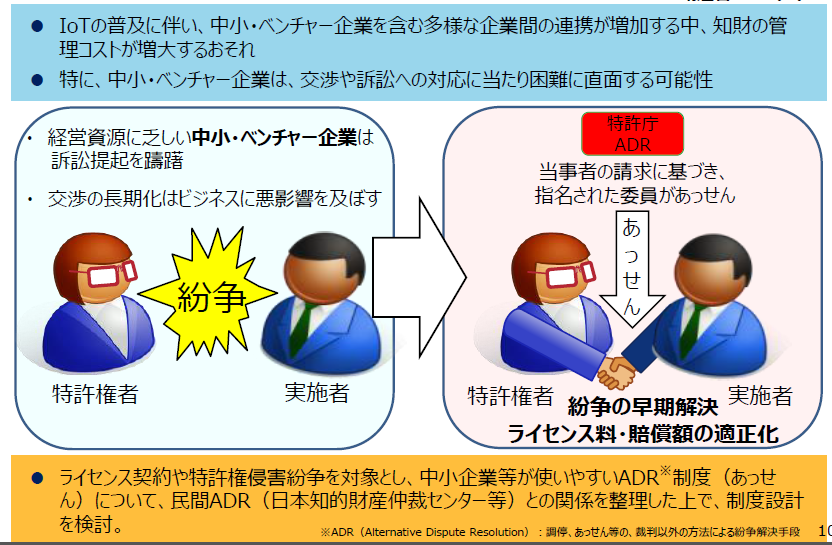 ● IoTの普及に伴い、中小・ベンチャー企業を含む多様な企業間の連携が増加する中、知財の管
理コストが増大するおそれ
● 特に、中小・ベンチャー企業は、交渉や訴訟への対応に当たり困難に直面する可能性
・ 経営資源に乏しい中小・ベンチャー企業は
訴訟提起を躊躇
・ 交渉の長期化はビジネスに悪影響を及ぼす
紛争
特許権者
実施者
特許庁
ADR
当事者の請求に基づき、
指名された委員があっせん
あっせん
特許権者
実施者
紛争の早期解決
ライセンス料・賠償額の適正化
● ライセンス契約や特許権侵害紛争を対象とし、中小企業等が使いやすいADR※制度（あっせ
ん）について、民間ADR（日本知的財産仲裁センター等）との関係を整理した上で、制度設計
を検討。
※ADR（Alternative Dispute Resolution）：調停、あっせん等の、裁判以外の方法による紛争解決手段